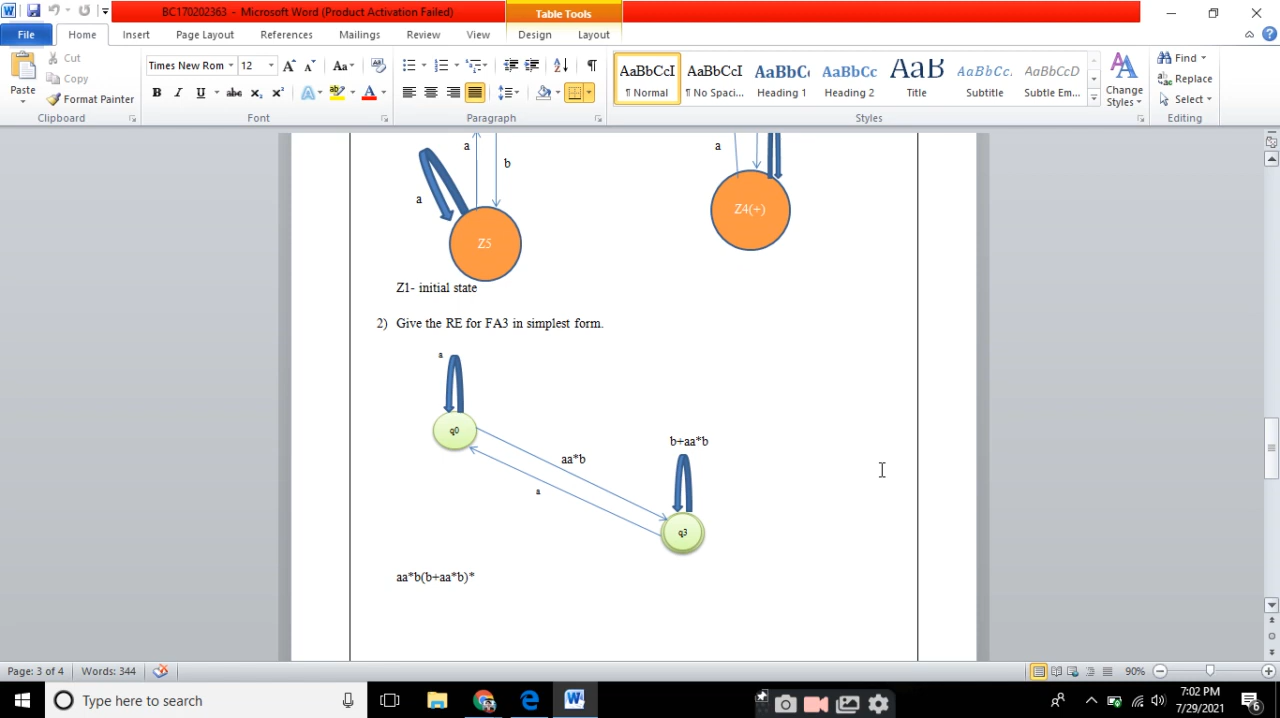 BC170202363 - Microsoft Word (Product Activation Failed)
Table Tools
File
Home
Insert
Page Layout
References
Mailings
Review
View
Design
Layout
Paste
Cut
Copy
Format Painter
Clipboard
Times New Rom
12
Font
Paragraph
AaBbCcI
¶ Normal
AaBbCcI
¶ No Spaci...
AaBbCc
Heading 1
AaBbCc
Heading 2
AaB
Title
AaBbCc.
Subtitle
AaBbCcD
Subtle Em...
Change
Styles
Styles
Find
Replace
Select
Editing
a
b
a
Z5
a
Z4(+)
Z1- initial state
2) Give the RE for FA3 in simplest form.
a
q0
b+aa*b
aa*b
a
q3
aa*b(b+aa*b)*
Page: 3 of 4
Words: 344
90%
Type here to search
7:02 PM
7/29/2021
6